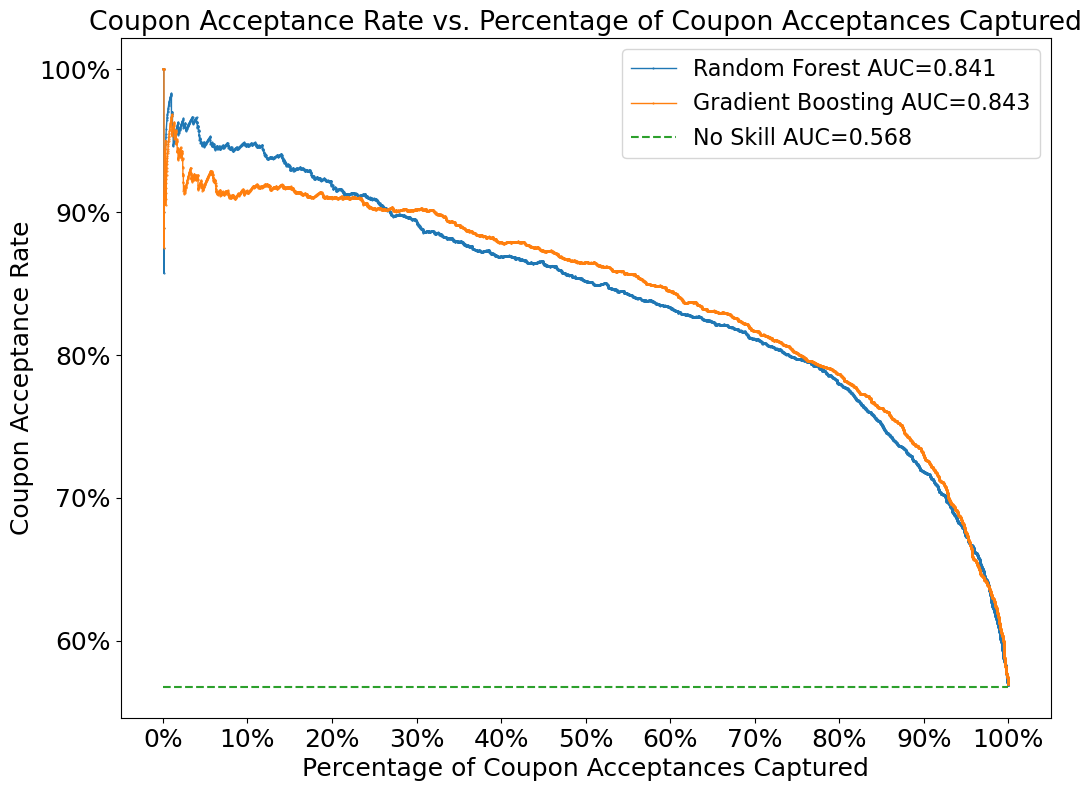 Coupon Acceptance Rate vs. Percentage of Coupon Acceptances Captured
Random Forest AUC=0.841
Gradient Boosting AUC=0.843
No Skill AUC=0.568
100%
90%
80%
70%
60%
Coupon Acceptance Rate
0% 10% 20% 30% 40% 50% 60% 70% 80% 90% 100%
Percentage of Coupon Acceptances Captured